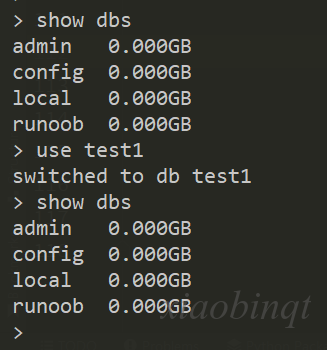 > show dbs
admin   0.000GB
config  0.000GB
local   0.000GB
runoob  0.000GB
> use test1
switched to db test1
> show dbs
admin   0.000GB
config  0.000GB
local   0.000GB
runoob  0.000GB
xiaobinqt
>